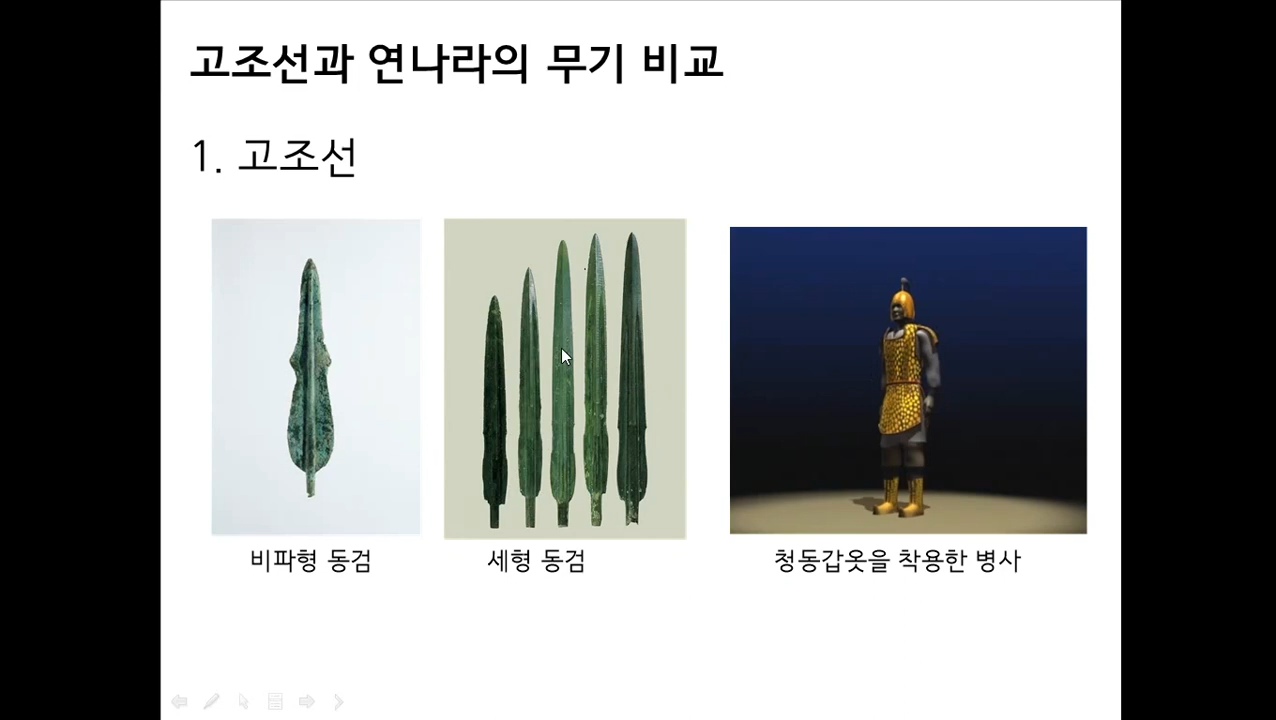 고조선과 연나라의 무기 비교
1. 고조선
비파형 동검
세형 동검
청동갑옷을 착용한 병사